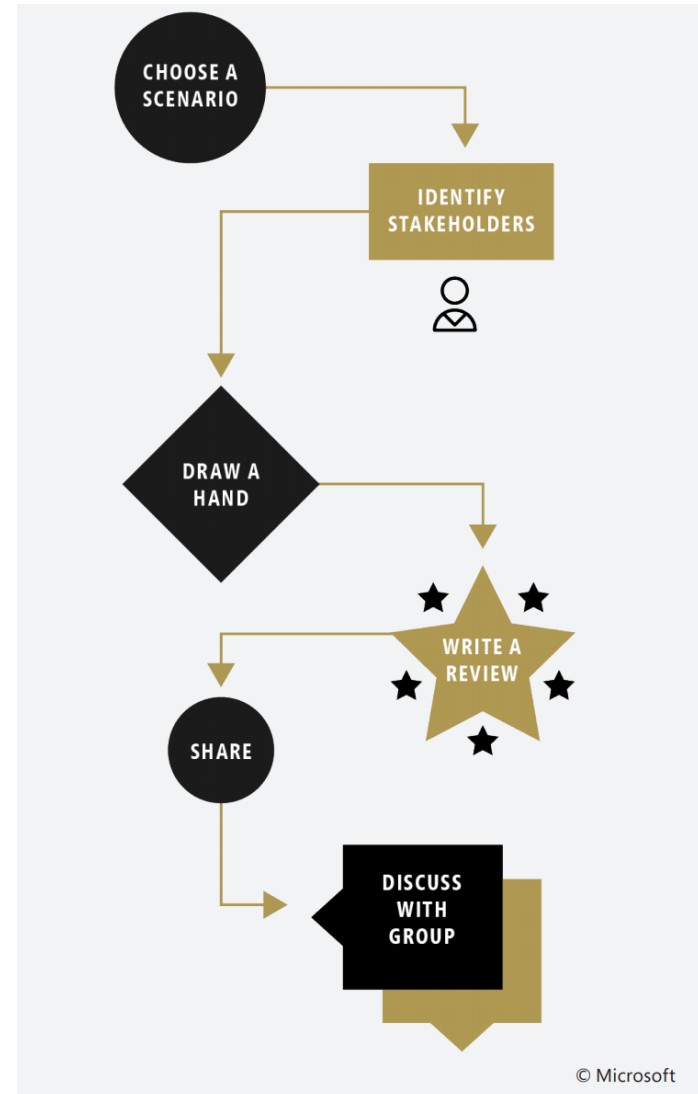 CHOOSE A
SCENARIO
IDENTIFY
STAKEHOLDERS
DRAW A
HAND
WRITE A
REVIEW
SHARE
DISCUSS
WITH
GROUP
© Microsoft